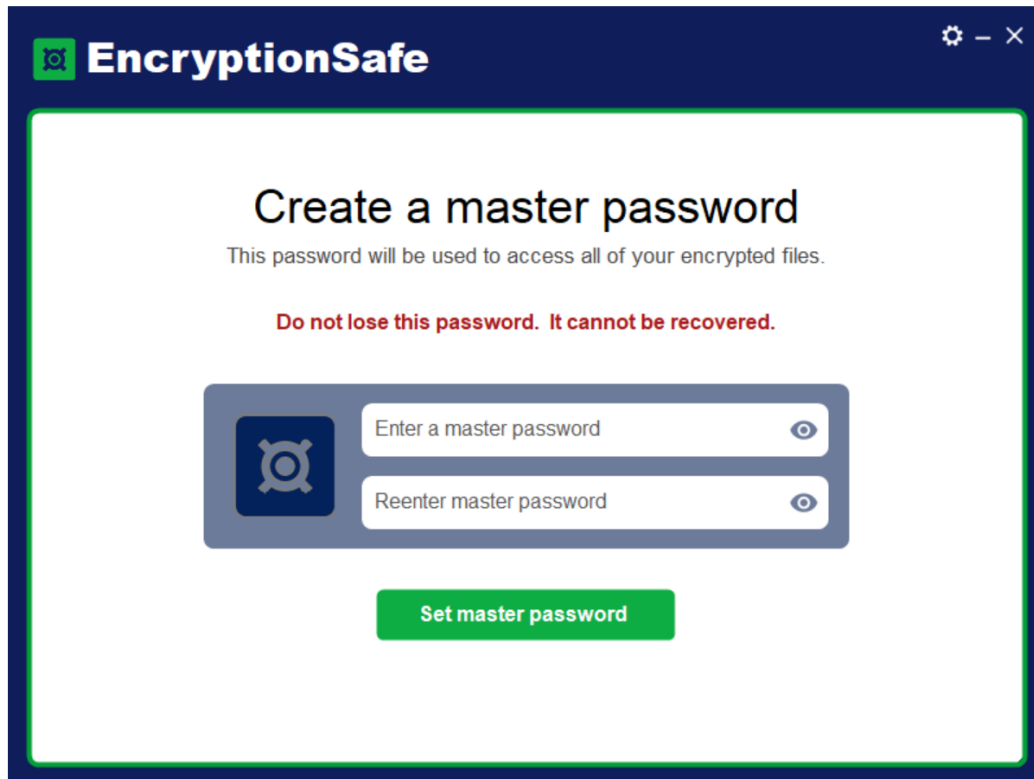 EncryptionSafe
Create a master password
This password will be used to access all of your encrypted files.
Do not lose this password.  It cannot be recovered.
Enter a master password
Reenter master password
Set master password